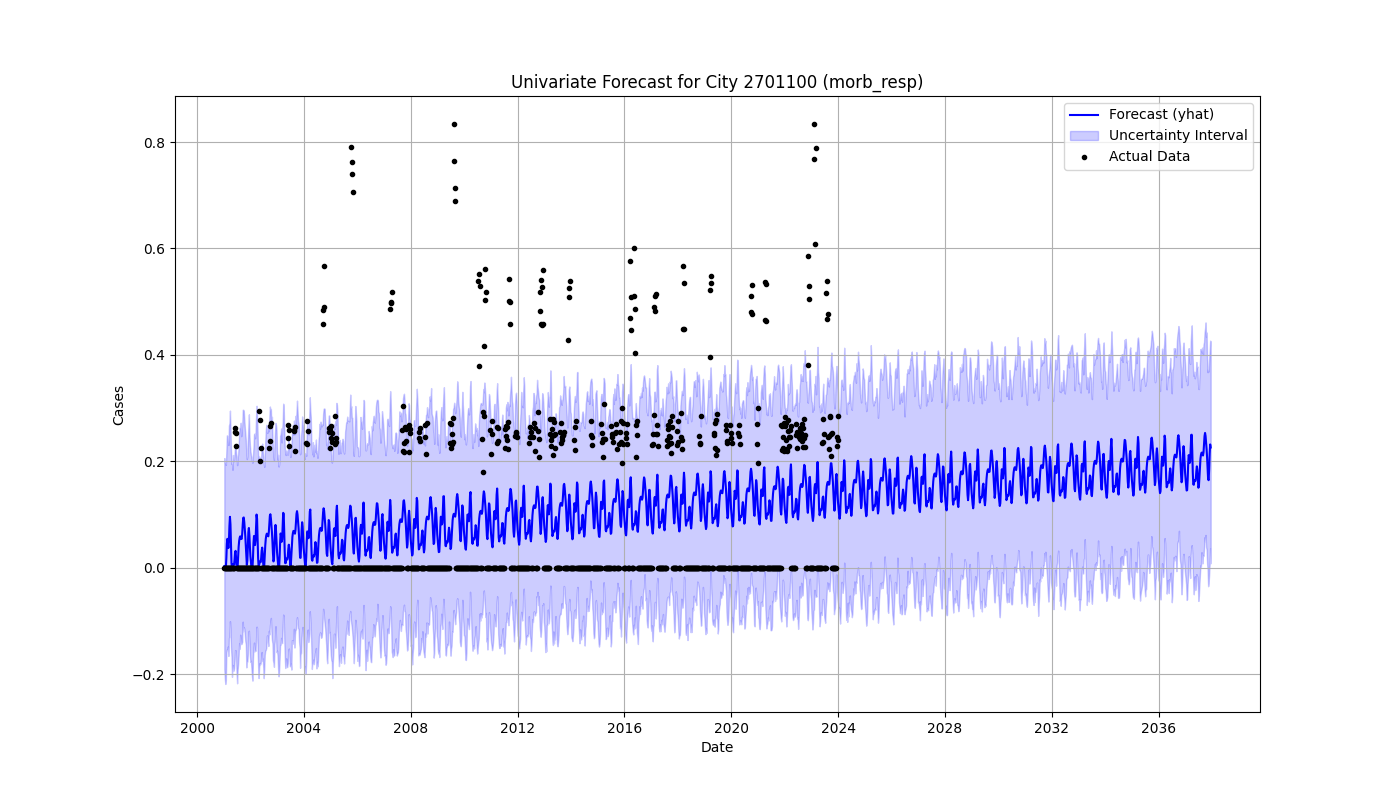 Univariate Forecast for City 2701100 (morb_resp)
Forecast (yhat)
Uncertainty Interval
Actual Data
Cases
0.8
0.6
0.4
0.2
0.0
−0.2
2000 2004 2008 2012 2016 2020 2024 2028 2032 2036
Date